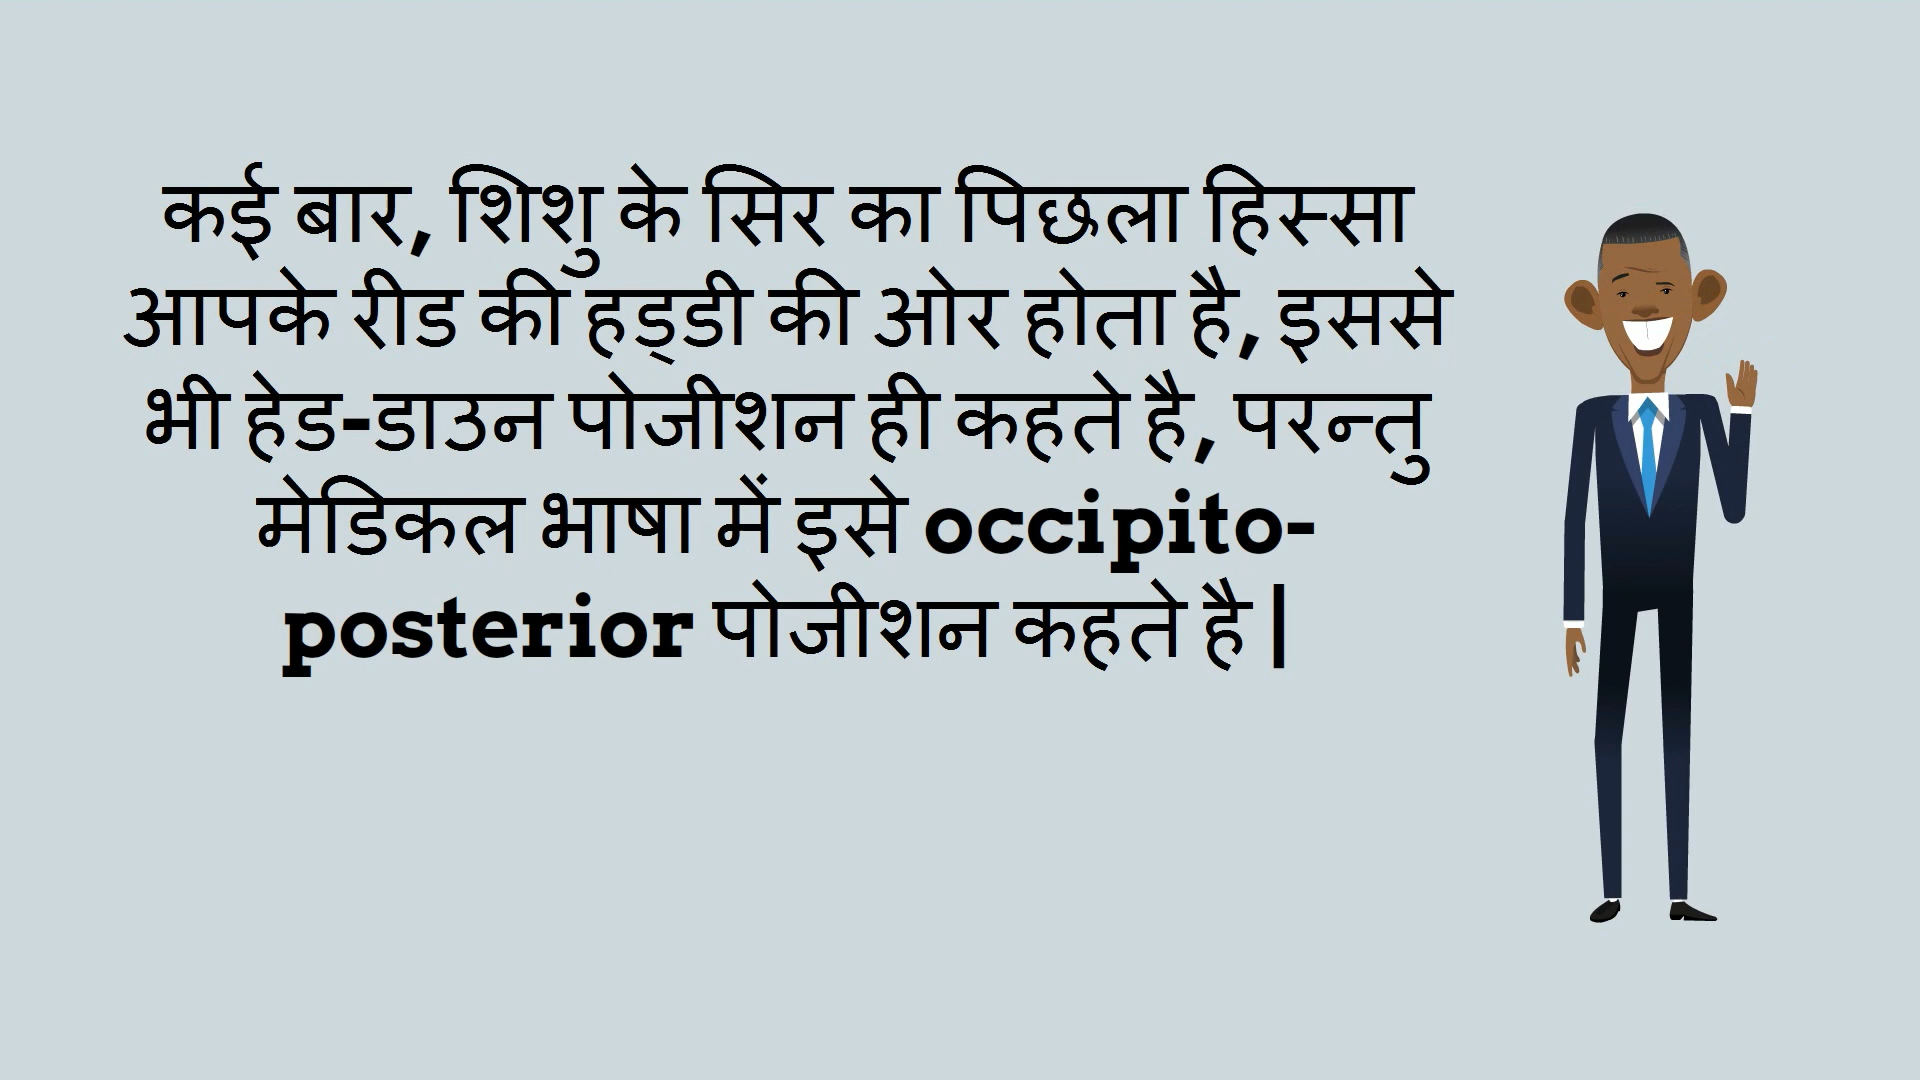 कई बार, शिशु के सिर का पिछला हिस्सा
आपके रीड की हड्डी की ओर होता है, इससे
भी हेड-डाउन पोजीशन ही कहते है, परन्तु
मेडिकल भाषा में इसे occipito-
posterior पोजीशन कहते है |